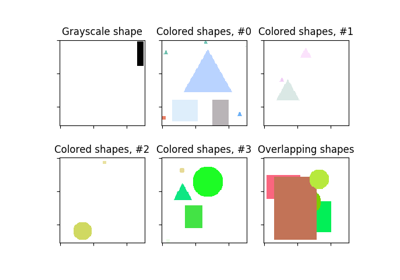 Grayscale shape
Colored shapes, #0
Colored shapes, #1
Colored shapes, #2
Colored shapes, #3
Overlapping shapes